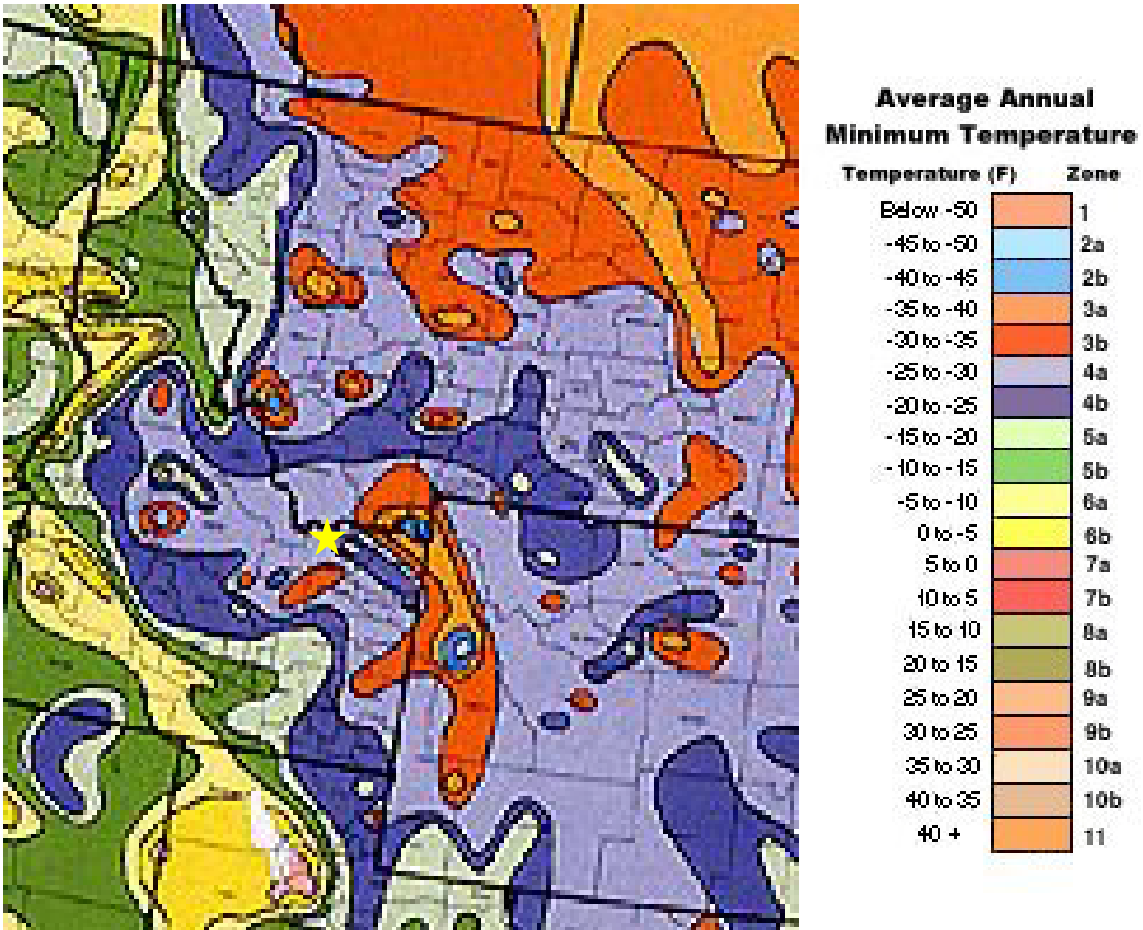 Average Annual
Minimum Temperature
Temperature (F) Zone
Below -50 1
-45 to -50 2a
-40 to -45 2b
-35 to -40 3a
-30 to -35 3b
-25 to -30 4a
-20 to -25 4b
-15 to -20 5a
-10 to -15 5b
-5 to -10 6a
0 to -5 6b
5 to 0 7a
10 to 5 7b
15 to 10 8a
20 to 15 8b
25 to 20 9a
30 to 25 9b
35 to 30 10a
40 to 35 10b
40 + 11